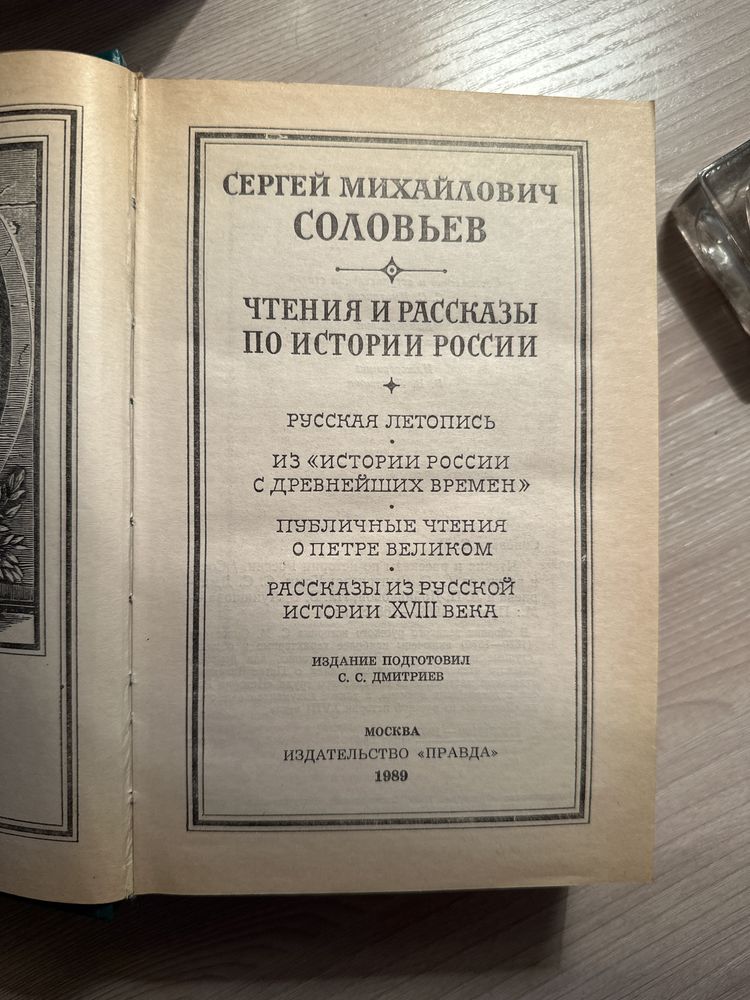 СЕРГЕЙ МИХАЙЛОВИЧ
СОЛОВЬЕВ
ЧТЕНИЯ И РАССКАЗЫ
ПО ИСТОРИИ РОССИИ
РУССКАЯ ЛЕТОПИСЬ
ИЗ «ИСТОРИИ РОССИИ
С ДРЕВНЕЙШИХ ВРЕМЕН»
ПУБЛИЧНЫЕ ЧТЕНИЯ
О ПЕТРЕ ВЕЛИКОМ
РАССКАЗЫ ИЗ РУССКОЙ
ИСТОРИИ XVIII ВЕКА
ИЗДАНИЕ ПОДГОТОВИЛ
С. С. ДМИТРИЕВ
МОСКВА
ИЗДАТЕЛЬСТВО «ПРАВДА»
1989